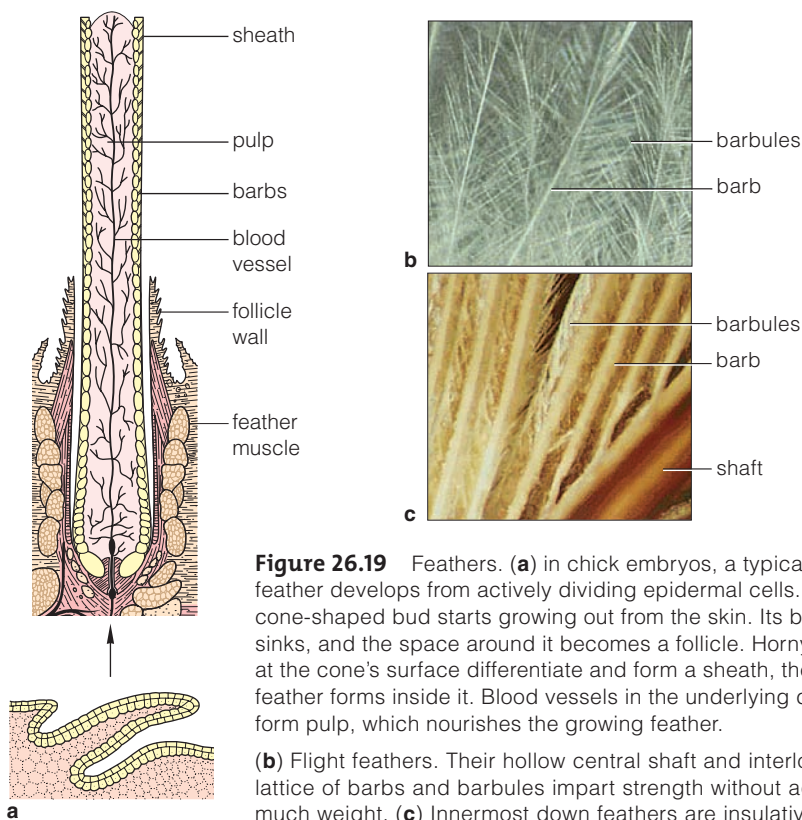 sheath
pulp
barbs
blood
vessel
follicle
wall
feather
muscle
a
barbules
barb
b
barbules
barb
shaft
c
Figure 26.19 Feathers. (a) in chick embryos, a typica
feather develops from actively dividing epidermal cells.
cone-shaped bud starts growing out from the skin. Its b
sinks, and the space around it becomes a follicle. Horny
at the cone's surface differentiate and form a sheath, the
feather forms inside it. Blood vessels in the underlying
form pulp, which nourishes the growing feather.
(b) Flight feathers. Their hollow central shaft and interlo
lattice of barbs and barbules impart strength without a
much weight. (c) Innermost down feathers are insulativ